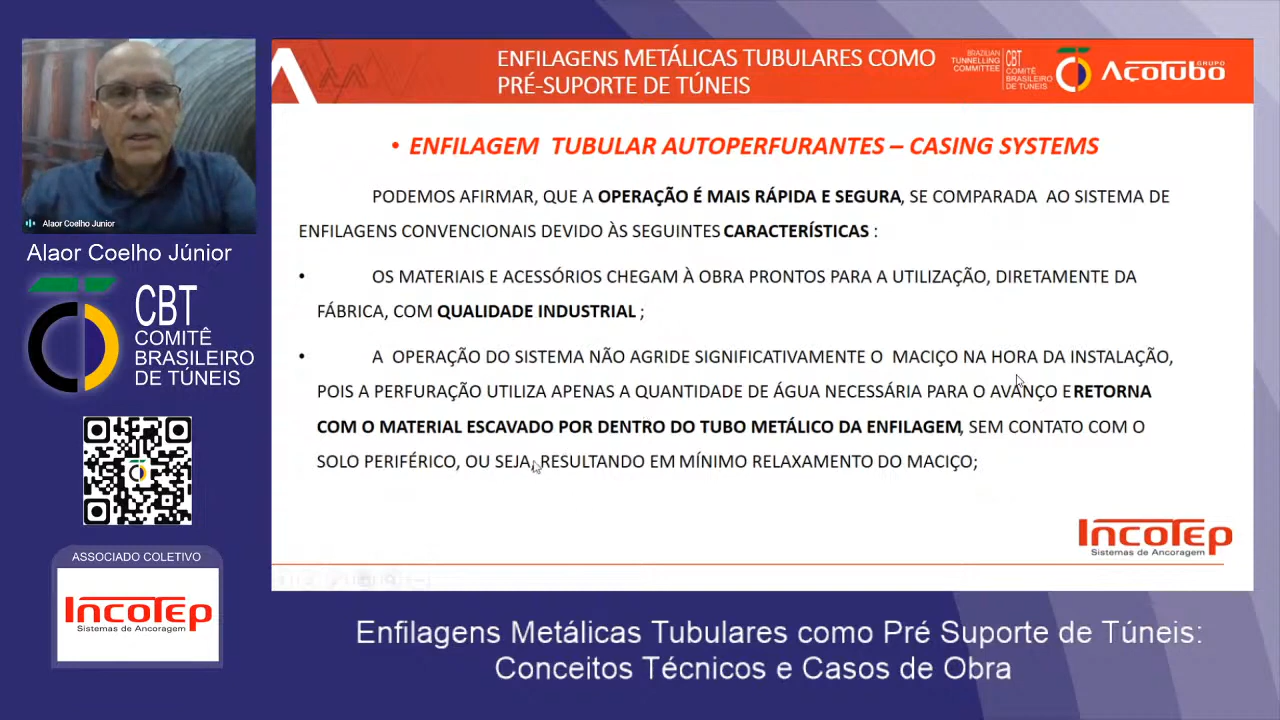 ENFILAGENS METÁLICAS TUBULARES COMO
PRÉ-SUPORTE DE TÚNEIS
BRAZILIAN
TUNNELLING
COMMITTEE
CBT
COMITÊ
BRASILEIRO
DE TÚNEIS
GRUPO
AÇOTUBO
• ENFILAGEM TUBULAR AUTOPERFURANTES – CASING SYSTEMS
PODEMOS AFIRMAR, QUE A OPERAÇÃO É MAIS RÁPIDA E SEGURA, SE COMPARADA AO SISTEMA DE
ENFILAGENS CONVENCIONAIS DEVIDO ÀS SEGUINTES CARACTERÍSTICAS :
• OS MATERIAIS E ACESSÓRIOS CHEGAM À OBRA PRONTOS PARA A UTILIZAÇÃO, DIRETAMENTE DA
FÁBRICA, COM QUALIDADE INDUSTRIAL ;
• A OPERAÇÃO DO SISTEMA NÃO AGRIDE SIGNIFICATIVAMENTE O MACIÇO NA HORA DA INSTALAÇÃO,
POIS A PERFURAÇÃO UTILIZA APENAS A QUANTIDADE DE ÁGUA NECESSÁRIA PARA O AVANÇO E RETORNA
COM O MATERIAL ESCAVADO POR DENTRO DO TUBO METÁLICO DA ENFILAGEM, SEM CONTATO COM O
SOLO PERIFÉRICO, OU SEJA, RESULTANDO EM MÍNIMO RELAXAMENTO DO MACIÇO;
INCOTEP
Sistemas de Ancoragem
Alaor Coelho Junior
Alaor Coelho Júnior
CBT
COMITÊ
BRASILEIRO
DE TÚNEIS
ASSOCIADO COLETIVO
INCOTEP
Sistemas de Ancoragem
Enfilagens Metálicas Tubulares como Pré Suporte de Túneis:
Conceitos Técnicos e Casos de Obra